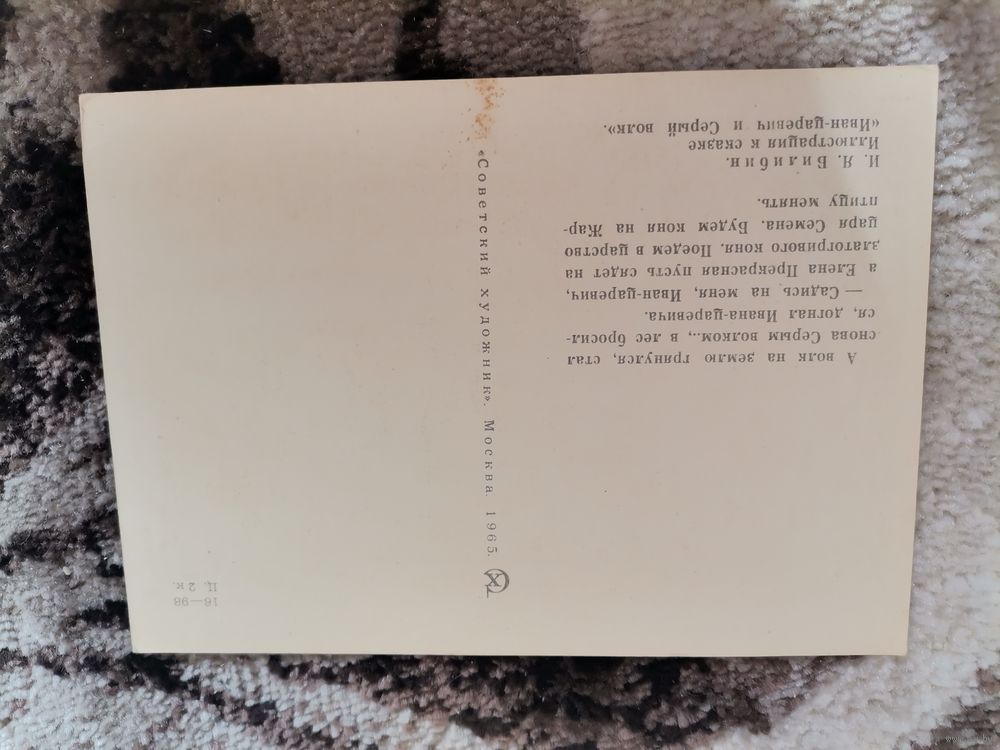 16—98
Ц. 2 к.
А волк на землю грянулся, стал
снова Серым волком..., в лес бросил-
ся, догнал Ивана-царевича.
— Садись на меня, Иван-царевич,
а Елена Прекрасная пусть сядет на
златогривого коня. Поедем в царство
царя Семена. Будем коня на Жар-
птицу менять.
И. Я. Билибин.
Иллюстрация к сказке
«Иван-царевич и Серый волк».
«Советский художник». Москва. 1965.